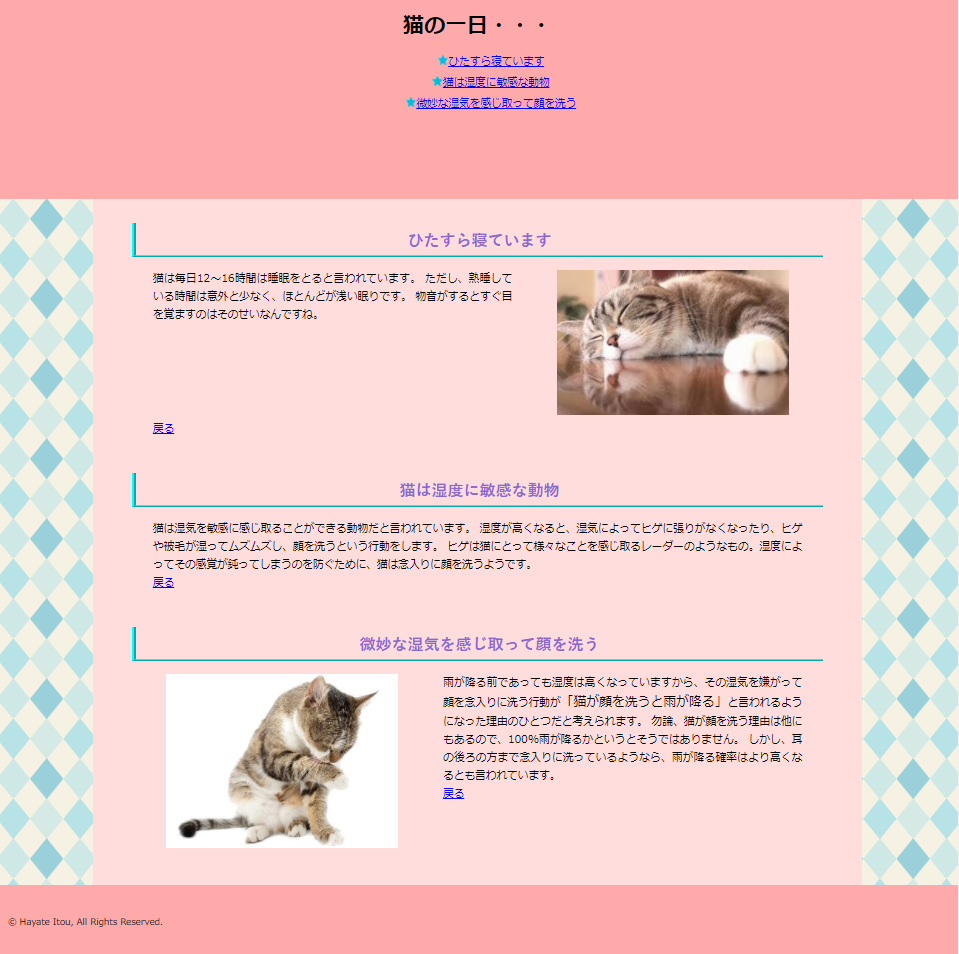 猫の一日・・・
★ひたすら寝ています
★猫は湿度に敏感な動物
★微妙な湿気を感じ取って顔を洗う
ひたすら寝ています
猫は毎日12～16時間は睡眠をとると言われています。 ただし、熟睡して
いる時間は意外と少なく、ほとんどが浅い眠りです。 物音がするとすぐ目
を覚ますのはそのせいなんですね。
戻る
猫は湿度に敏感な動物
猫は湿気を敏感に感じ取ることができる動物だと言われています。 湿度が高くなると、湿気によってヒゲに張りがなくなったり、ヒゲ
や被毛が湿ってムズムズし、顔を洗うという行動をします。 ヒゲは猫にとって様々なことを感じ取るレーダーのようなもの。湿度によ
ってその感覚が鈍ってしまうのを防ぐために、猫は念入りに顔を洗うようです。
戻る
微妙な湿気を感じ取って顔を洗う
雨が降る前であっても湿度は高くなっていますから、その湿気を嫌がって
顔を念入りに洗う行動が「猫が顔を洗うと雨が降る」と言われるよう
になった理由のひとつだと考えられます。 勿論、猫が顔を洗う理由は他に
もあるので、100%雨が降るかというとそうではありません。 しかし、耳
の後ろの方まで念入りに洗っているようなら、雨が降る確率はより高くな
るとも言われています。
戻る
© Hayate Itou, All Rights Reserved.